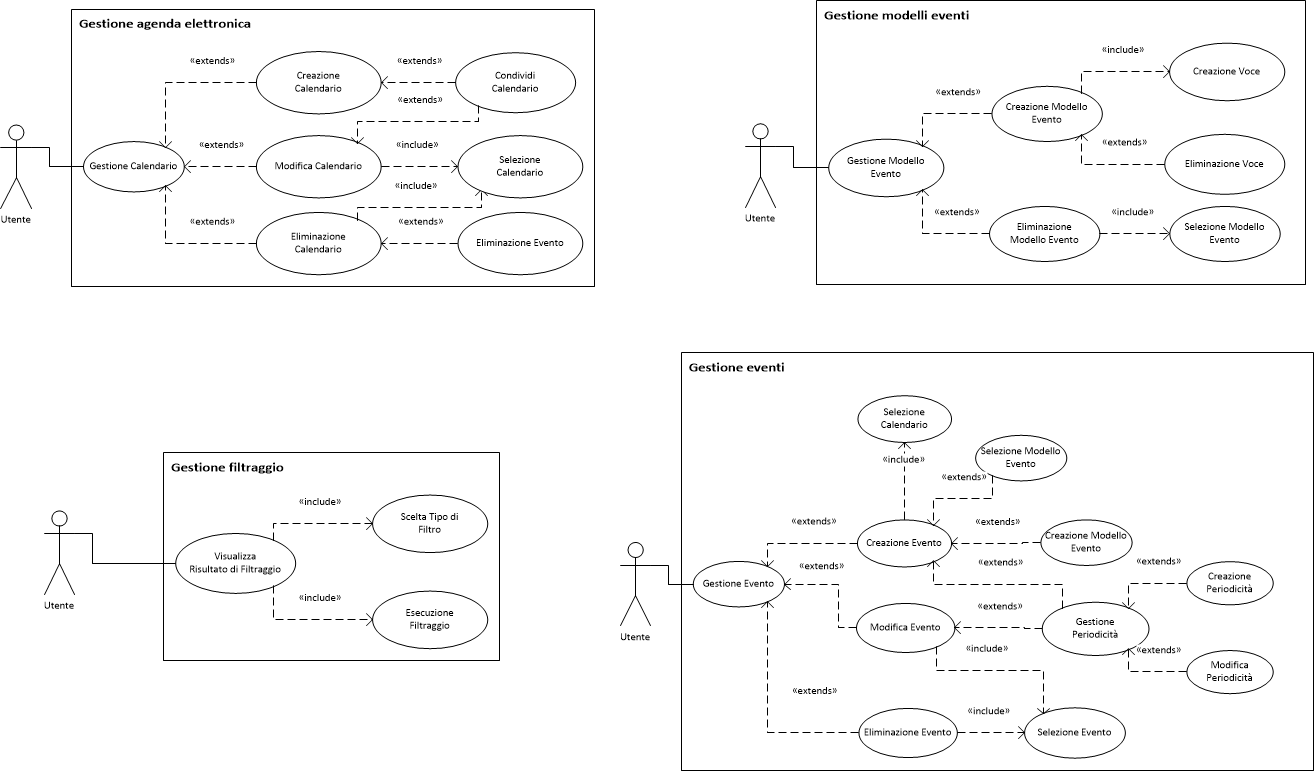 Gestione agenda elettronica
«extends»
Creazione
Calendario
«extends»
Condividi
Calendario
«extends»
Utente
Gestione Calendario
«extends»
Modifica Calendario
«include»
Selezione
Calendario
«include»
«extends»
Eliminazione
Calendario
«extends»
Eliminazione Evento
Gestione modelli eventi
«include»
Creazione Voce
«extends»
Creazione Modello
Evento
«extends»
Eliminazione Voce
Utente
Gestione Modello
Evento
«extends»
Eliminazione
Modello Evento
«include»
Selezione Modello
Evento
Gestione filtraggio
«include»
Scelta Tipo di
Filtro
Utente
Visualizza
Risultato di Filtraggio
«include»
Esecuzione
Filtraggio
Gestione eventi
Selezione
Calendario
«include»
Selezione Modello
Evento
«extends»
«extends»
Creazione Evento
«extends»
Creazione Modello
Evento
«extends»
«extends»
«extends»
Creazione
Periodicità
Utente
Gestione Evento
Modifica Evento
«extends»
Gestione
Periodicità
«include»
«extends»
Modifica
Periodicità
«extends»
Eliminazione Evento
«include»
Selezione Evento